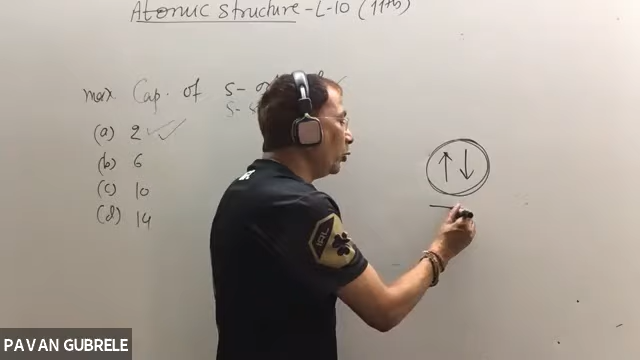 Atomic Structure-L-10 (11th)
max Cap. of s-
s-
(a) 2
(b) 6
(c) 10
(d) 14
PAVAN GUBRELE